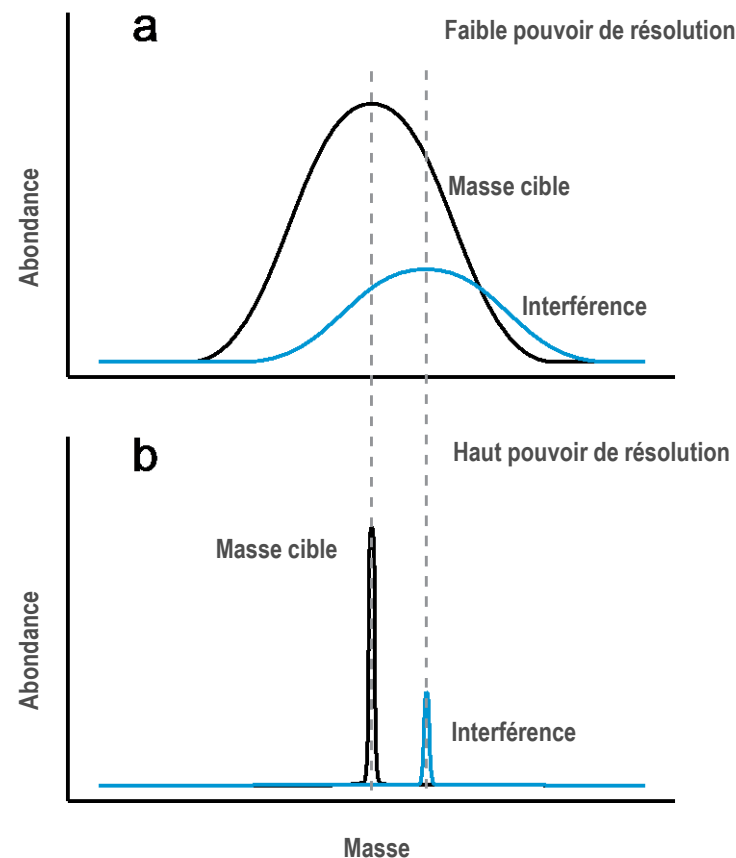 a
Faible pouvoir de résolution
Abondance
Masse cible
Interférence
b
Haut pouvoir de résolution
Abondance
Masse cible
Interférence
Masse